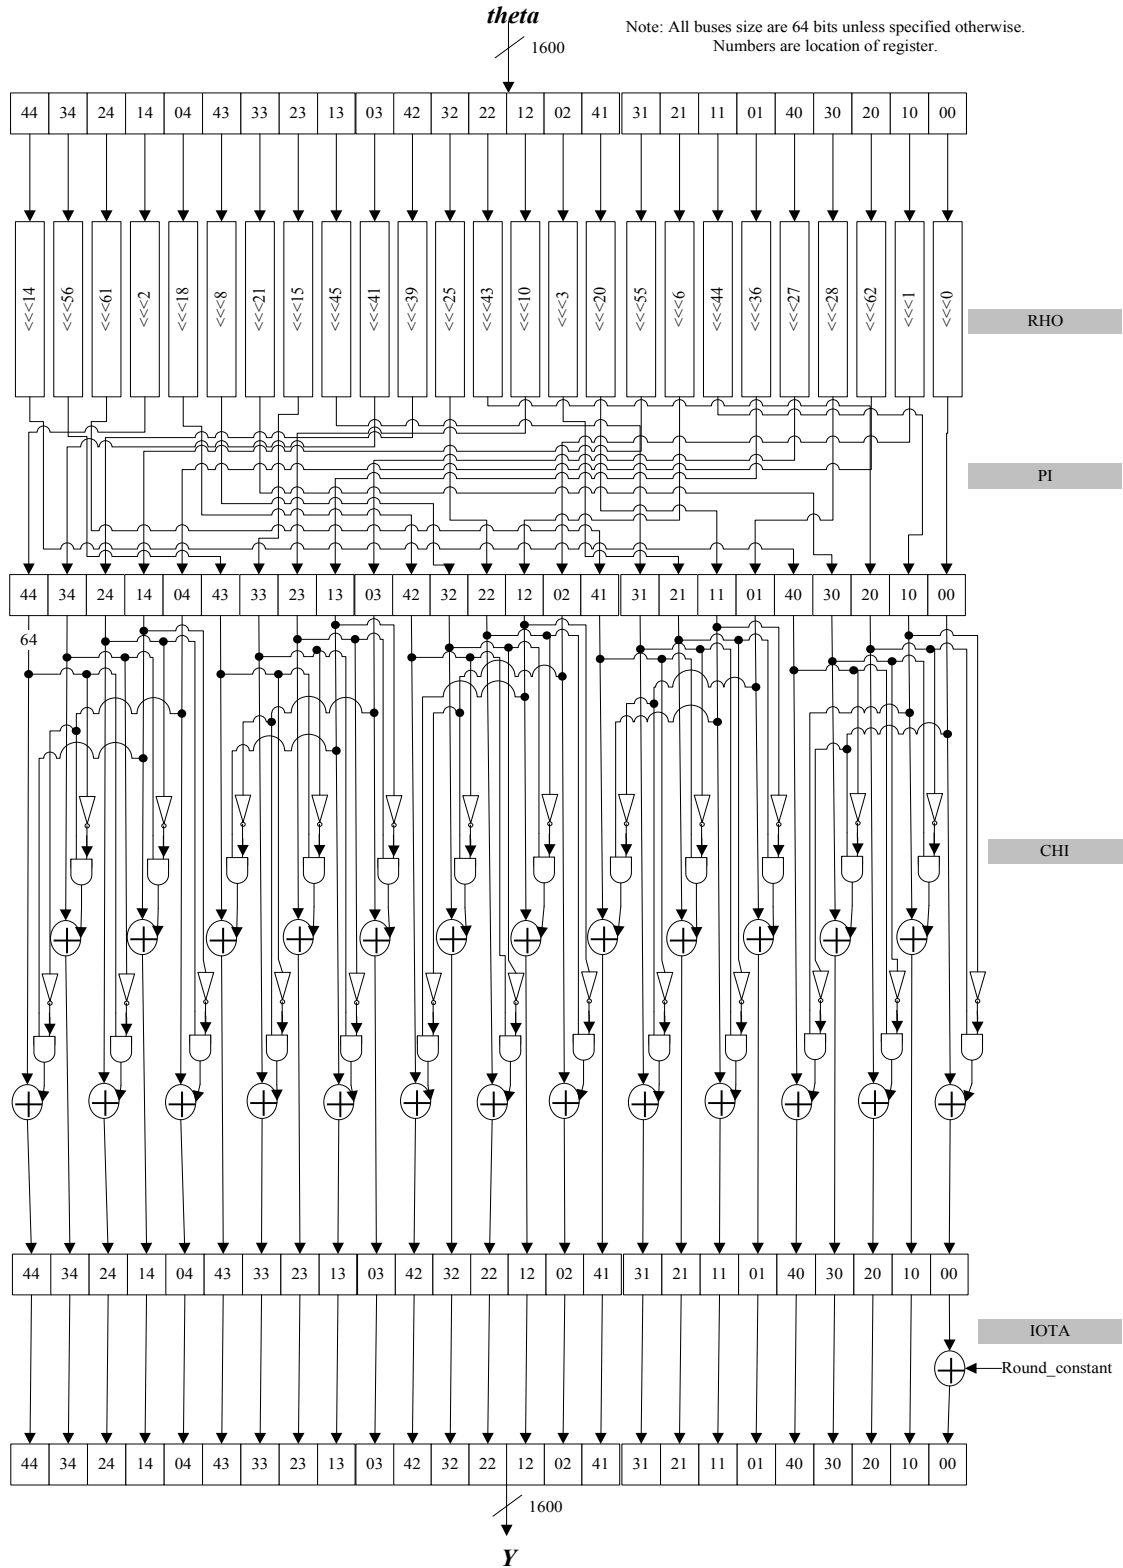 theta
Note: All buses size are 64 bits unless specified otherwise.
Numbers are location of register.
1600
44 34 24 14 04 43 33 23 13 03 42 32 22 12 02 41 31 21 11 01 40 30 20 10 00
<<<14 <<<56 <<<61 <<<2 <<<18 <<<8 <<<21 <<<15 <<<45 <<<41 <<<39 <<<25 <<<43 <<<10 <<<3 <<<20 <<<55 <<<6 <<<44 <<<36 <<<27 <<<28 <<<62 <<<1 <<<0
RHO
PI
44 34 24 14 04 43 33 23 13 03 42 32 22 12 02 41 31 21 11 01 40 30 20 10 00
64
CHI
44 34 24 14 04 43 33 23 13 03 42 32 22 12 02 41 31 21 11 01 40 30 20 10 00
IOTA
Round_constant
44 34 24 14 04 43 33 23 13 03 42 32 22 12 02 41 31 21 11 01 40 30 20 10 00
1600
Y